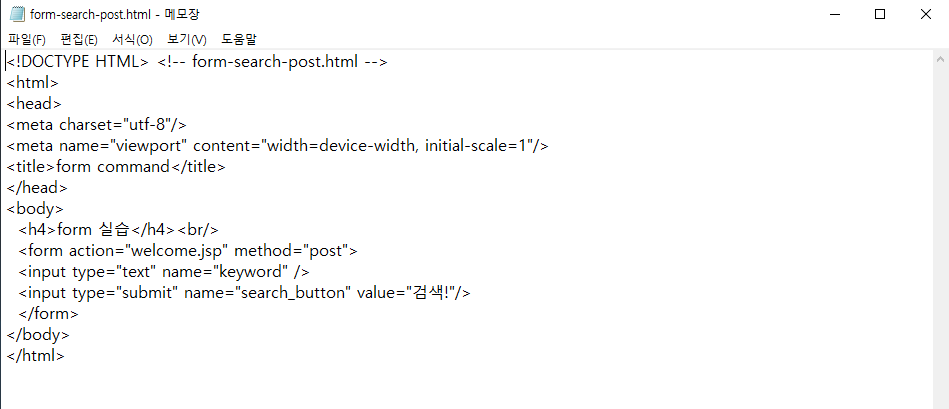 form-search-post.html - 메모장
파일(F) 편집(E) 서식(O) 보기(V) 도움말
<!DOCTYPE HTML> <!-- form-search-post.html -->
<html>
<head>
<meta charset="utf-8"/>
<meta name="viewport" content="width=device-width, initial-scale=1"/>
<title>form command</title>
</head>
<body>
  <h4>form 실습</h4><br/>
  <form action="welcome.jsp" method="post">
  <input type="text" name="keyword" />
  <input type="submit" name="search_button" value="검색!"/>
  </form>
</body>
</html>